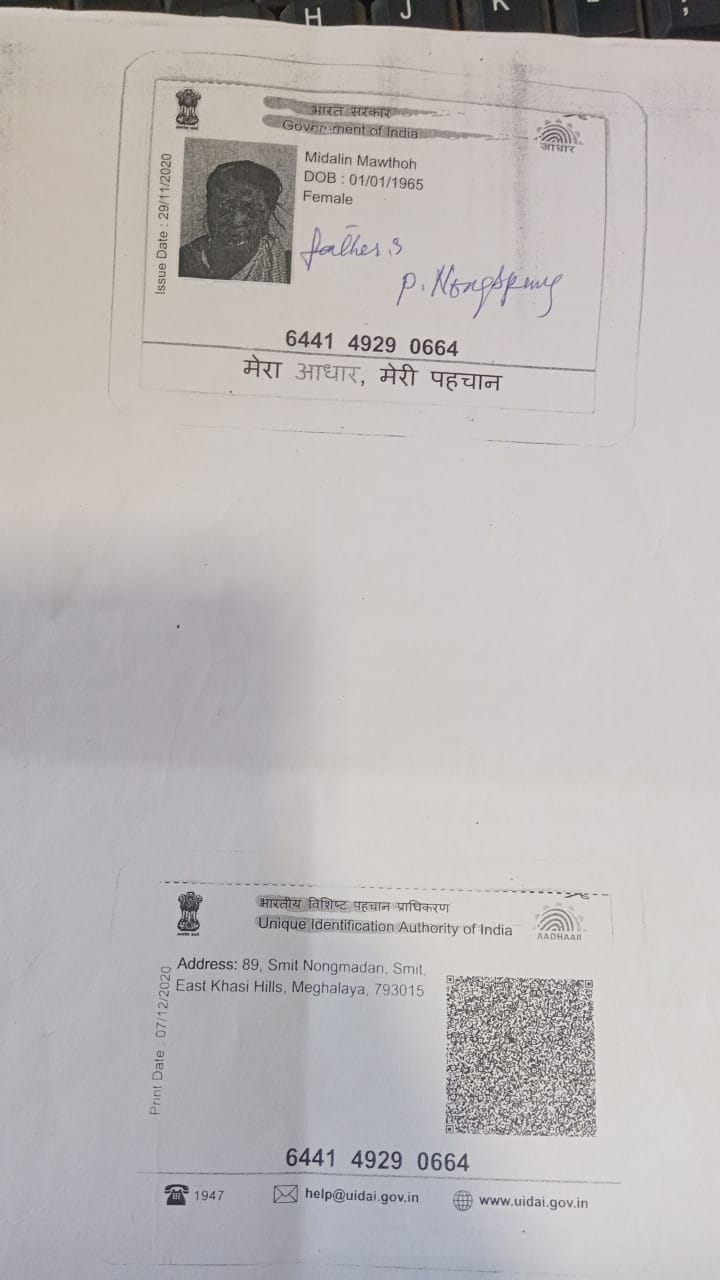 H J K ;
भारत सरकार
Government of India
आधार
Issue Date : 29/11/2020
Midalin Mawthoh
DOB : 01/01/1965
Female
father's
P. Nongspung
6441 4929 0664
मेरा आधार, मेरी पहचान
भारतीय विशिष्ट पहचान प्राधिकरण
Unique Identification Authority of India
AADHAAR
Print Date : 07/12/2020
Address: 89, Smit Nongmadan, Smit,
East Khasi Hills, Meghalaya, 793015
6441 4929 0664
1947 help@uidai.gov.in www.uidai.gov.in